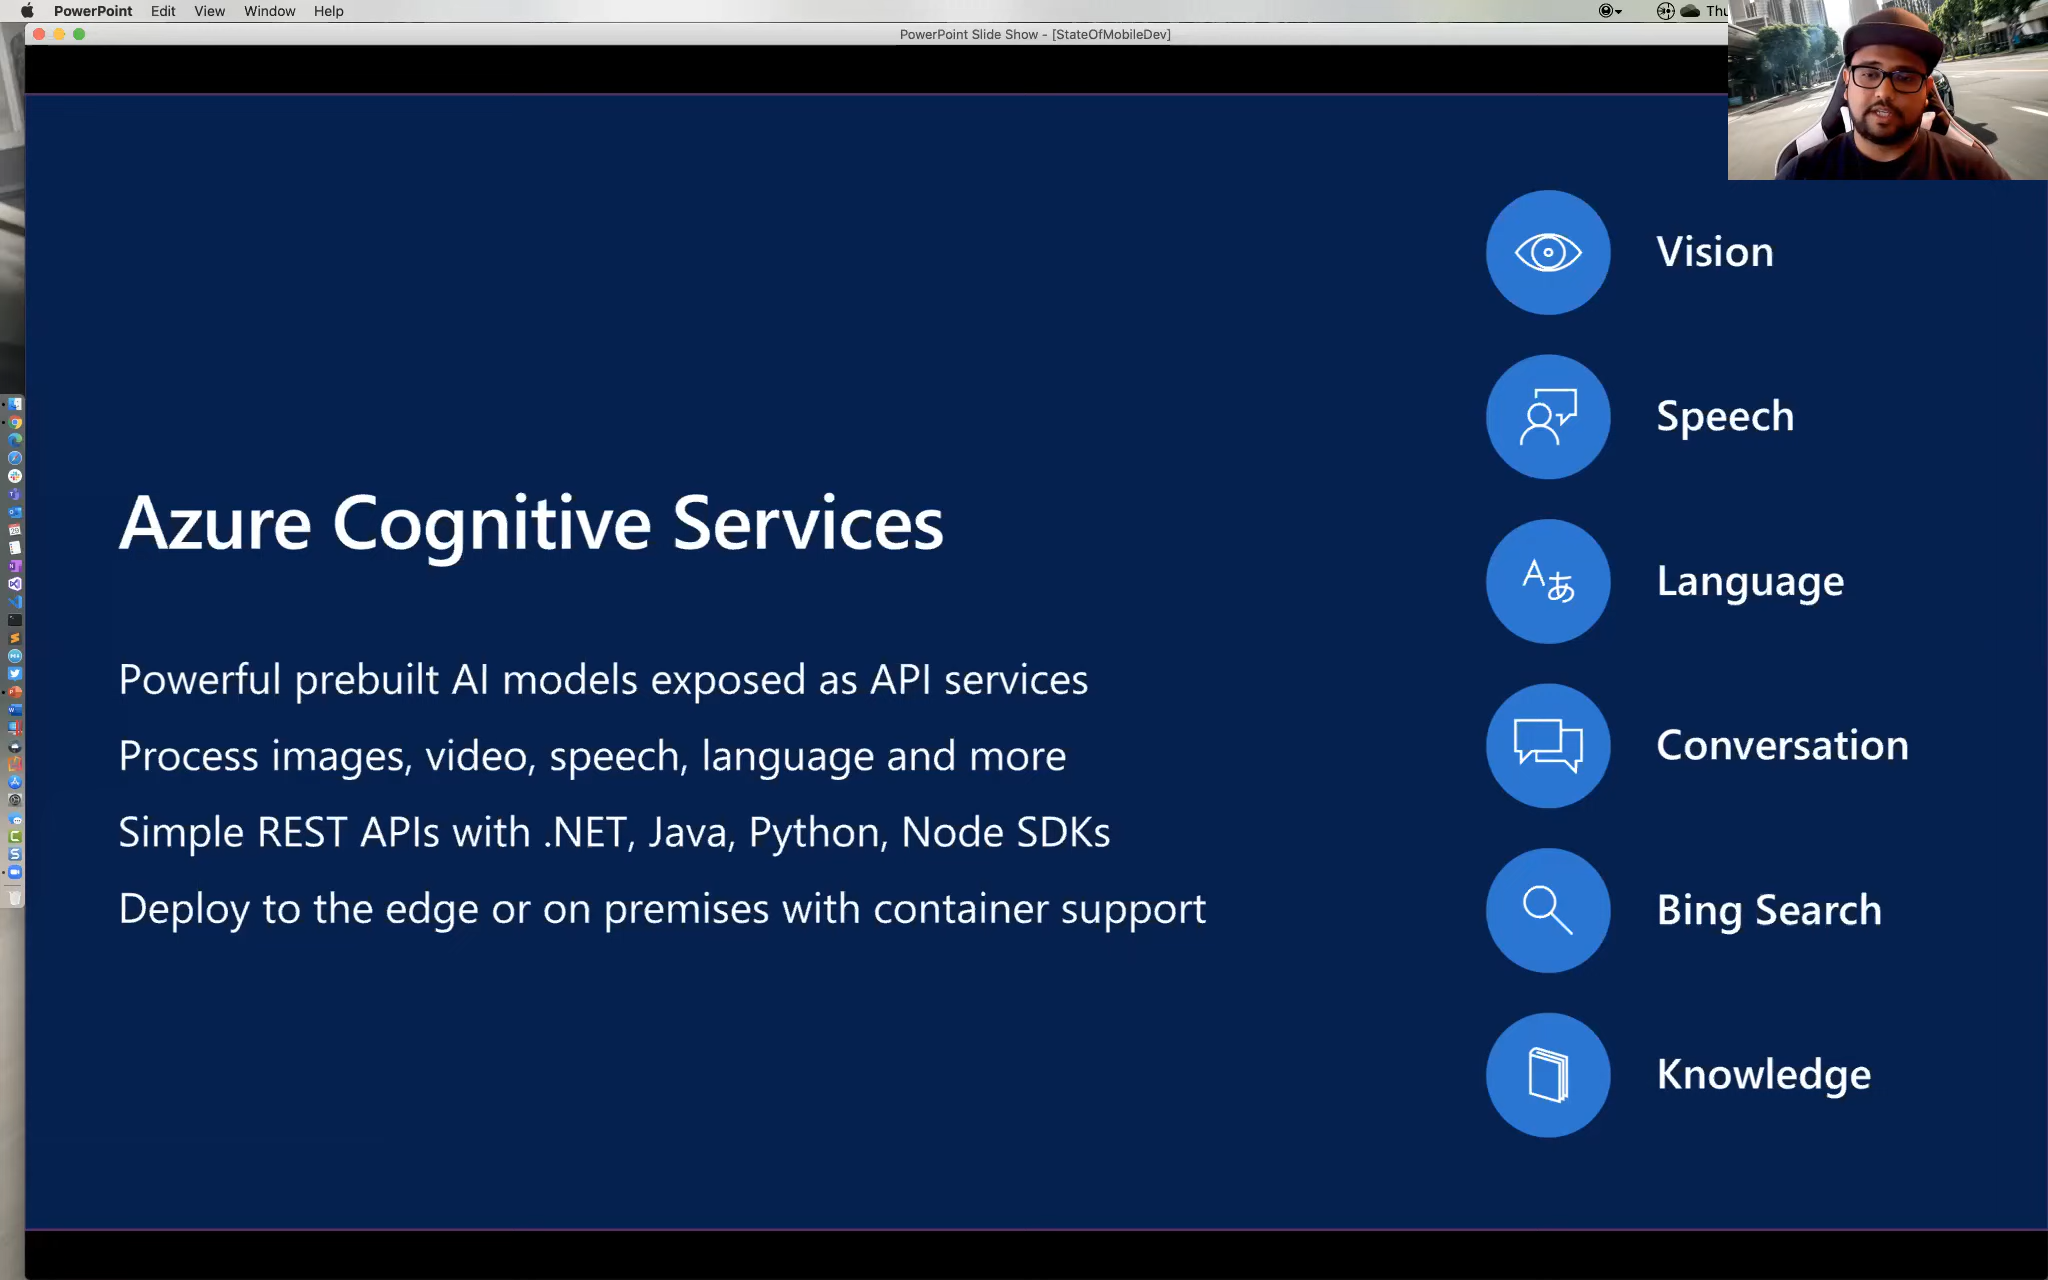 PowerPoint Edit View Window Help Thu
PowerPoint Slide Show - [StateOfMobileDev]
Azure Cognitive Services
Powerful prebuilt AI models exposed as API services
Process images, video, speech, language and more
Simple REST APIs with .NET, Java, Python, Node SDKs
Deploy to the edge or on premises with container support
Vision
Speech
Aあ
Language
Conversation
Bing Search
Knowledge